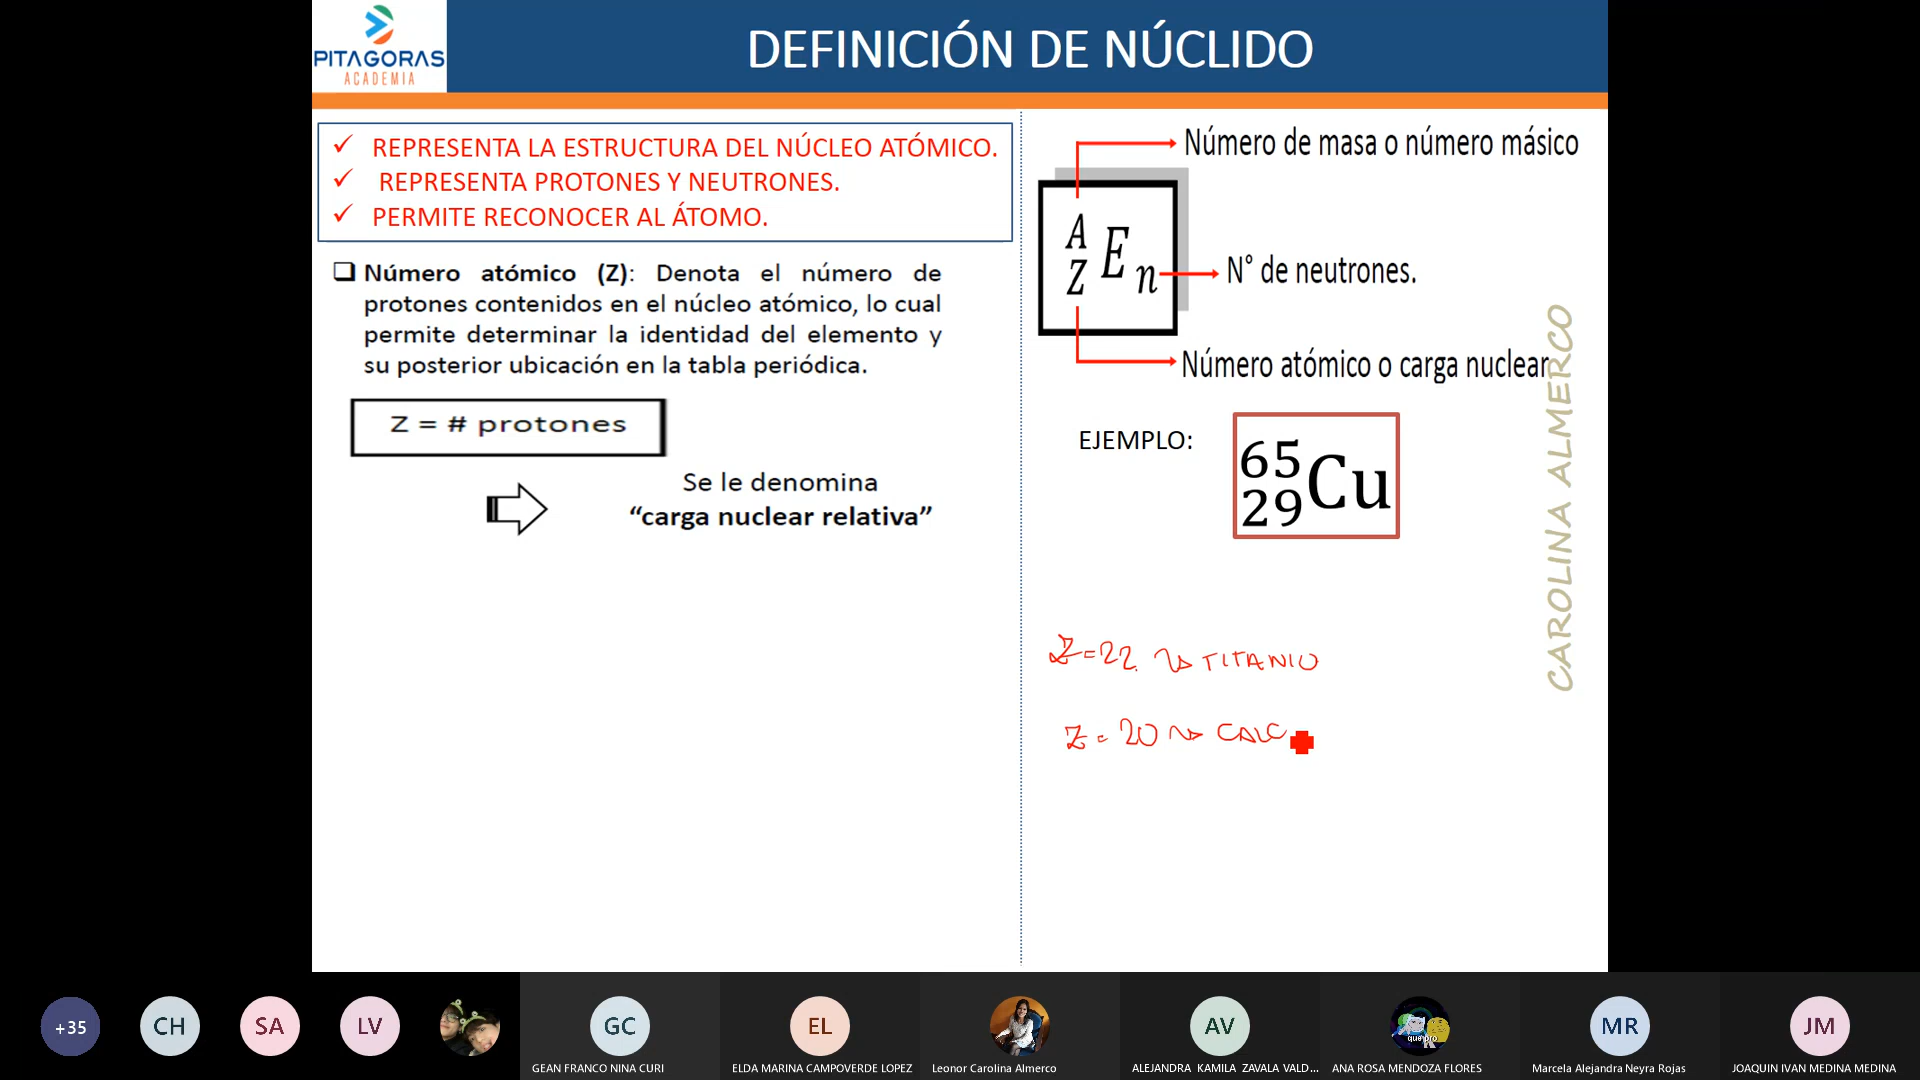 PITAGORAS
ACADEMIA
DEFINICIÓN DE NÚCLIDO
✓ REPRESENTA LA ESTRUCTURA DEL NÚCLEO ATÓMICO.
✓ REPRESENTA PROTONES Y NEUTRONES.
✓ PERMITE RECONOCER AL ÁTOMO.
❑ Número atómico (Z): Denota el número de
protones contenidos en el núcleo atómico, lo cual
permite determinar la identidad del elemento y
su posterior ubicación en la tabla periódica.
Z = # protones
Se le denomina
“carga nuclear relativa”
Número de masa o número másico
A
Z E n
N° de neutrones.
Número atómico o carga nuclear
EJEMPLO:
65
29 Cu
Z=22 TITANIO
Z=20 CALC
CAROLINA ALMERCO
+35
CH
SA
LV
GC
EL
AV
que pro
MR
JM
GEAN FRANCO NINA CURI
ELDA MARINA CAMPOVERDE LOPEZ
Leonor Carolina Almerco
ALEJANDRA KAMILA ZAVALA VALD...
ANA ROSA MENDOZA FLORES
Marcela Alejandra Neyra Rojas
JOAQUIN IVAN MEDINA MEDINA